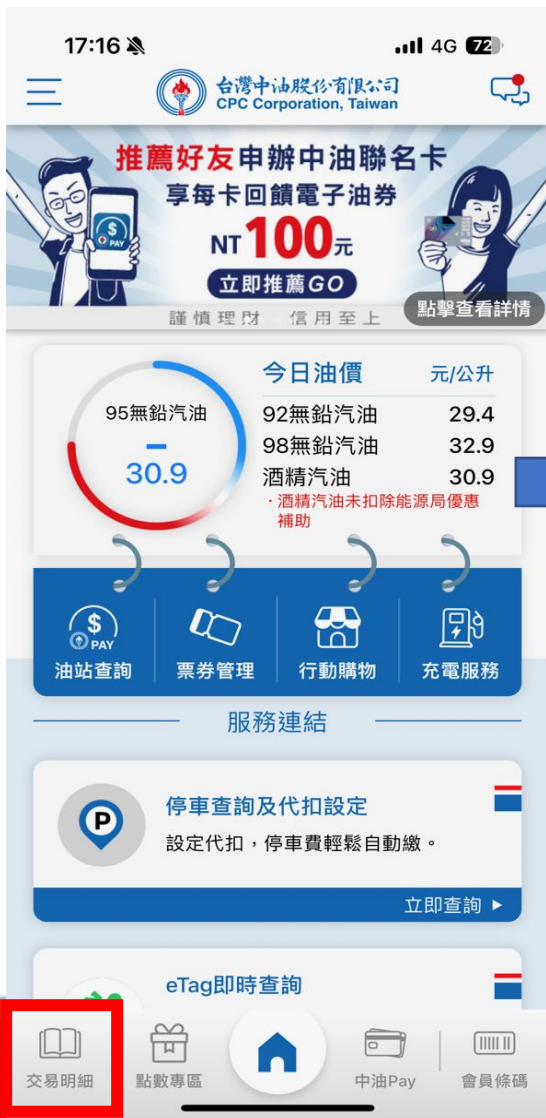 17:16
4G 72
台灣中油股份有限公司
CPC Corporation, Taiwan
推薦好友申辦中油聯名卡
享每卡回饋電子油券
NT100元
立即推薦GO
謹慎理財 信用至上
點擊查看詳情
今日油價 元/公升
95無鉛汽油
30.9
92無鉛汽油 29.4
98無鉛汽油 32.9
酒精汽油 30.9
·酒精汽油未扣除能源局優惠
補助
$
PAY
油站查詢 票券管理 行動購物 充電服務
服務連結
P
停車查詢及代扣設定
設定代扣，停車費輕鬆自動繳。
立即查詢
eTag即時查詢
交易明細 點數專區 中油Pay 會員條碼